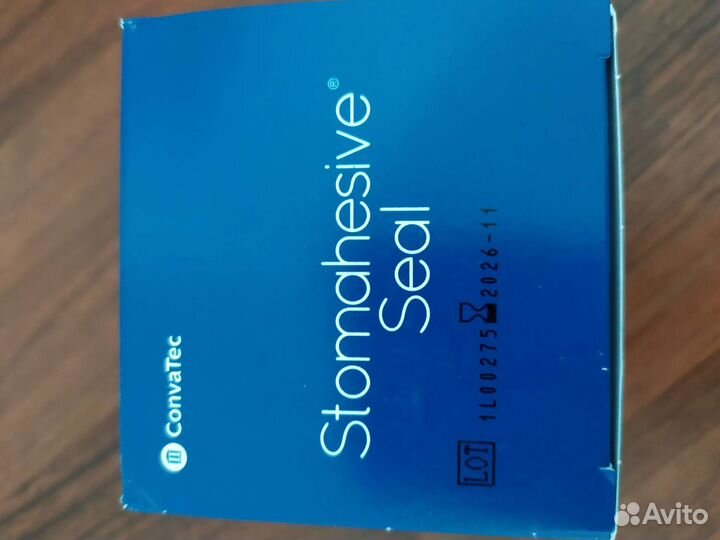 ConvaTec
Stomahesive®
Seal
LOT 1L00275 2026-11
Avito